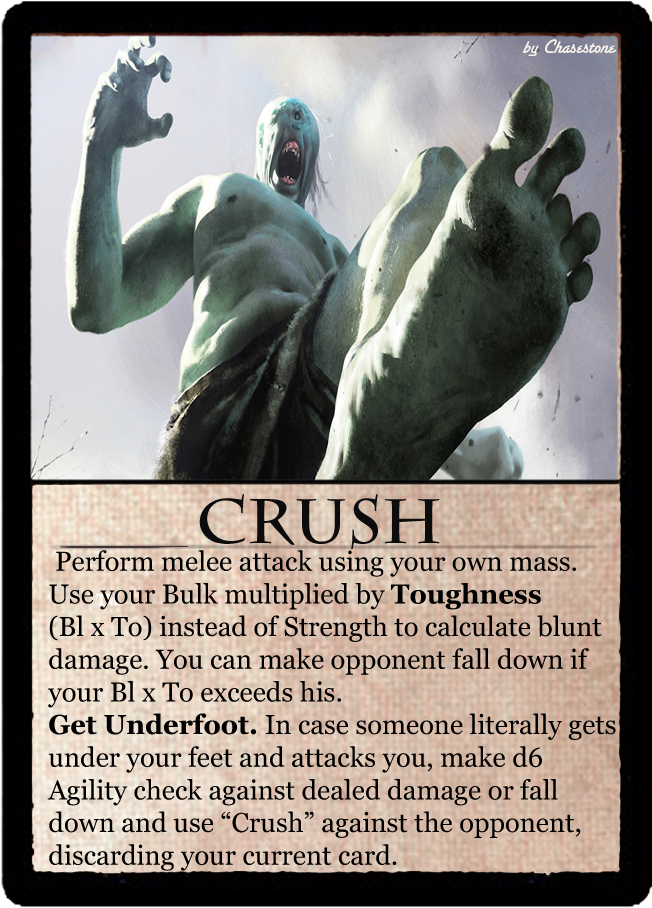 by Chasestone
CRUSH
Perform melee attack using your own mass.
Use your Bulk multiplied by Toughness
(Bl x To) instead of Strength to calculate blunt
damage. You can make opponent fall down if
your Bl x To exceeds his.
Get Underfoot. In case someone literally gets
under your feet and attacks you, make d6
Agility check against dealed damage or fall
down and use “Crush” against the opponent,
discarding your current card.